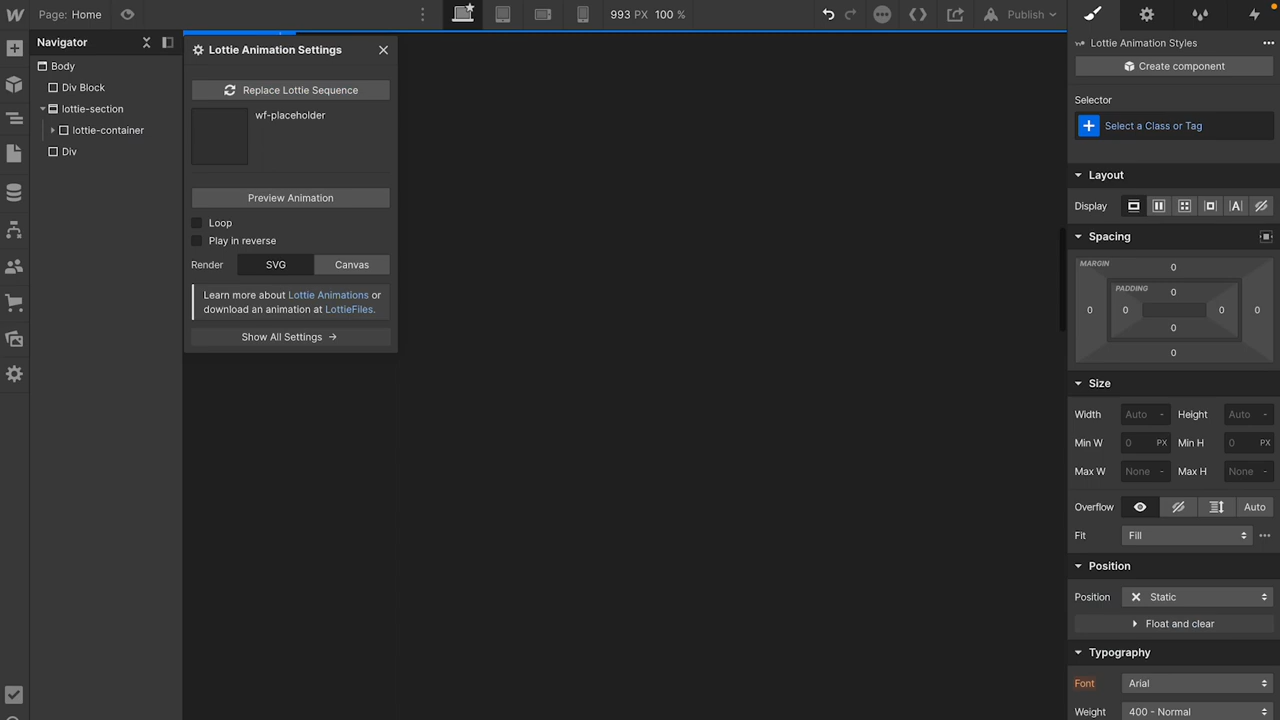 Page: Home
993 PX 100 %
Publish
Navigator
Body
Div Block
lottie-section
lottie-container
Div
Lottie Animation Settings
Replace Lottie Sequence
wf-placeholder
Preview Animation
Loop
Play in reverse
Render SVG Canvas
Learn more about Lottie Animations or
download an animation at LottieFiles.
Show All Settings
Lottie Animation Styles
Create component
Selector
Select a Class or Tag
Layout
Display
Spacing
MARGIN
0
PADDING
0
0 0 0 0
0
0
Size
Width Auto - Height Auto -
Min W 0 PX Min H 0 PX
Max W None - Max H None -
Overflow Auto
Fit Fill
Position
Position Static
Float and clear
Typography
Font Arial
Weight 400 - Normal